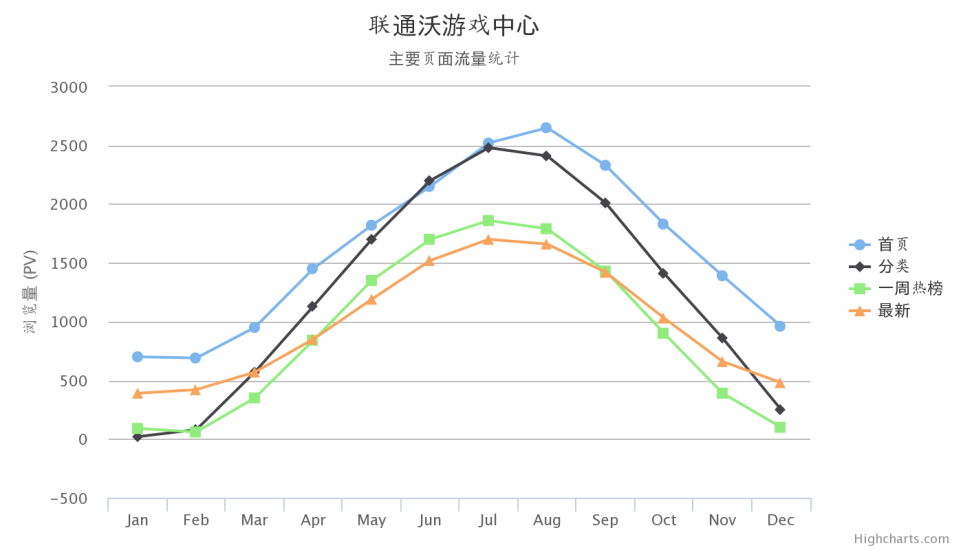 联通沃游戏中心
主要页面流量统计
浏览量 (PV)
3000
2500
2000
1500
1000
500
0
-500
Jan Feb Mar Apr May Jun Jul Aug Sep Oct Nov Dec
首页
分类
一周热榜
最新
Highcharts.com